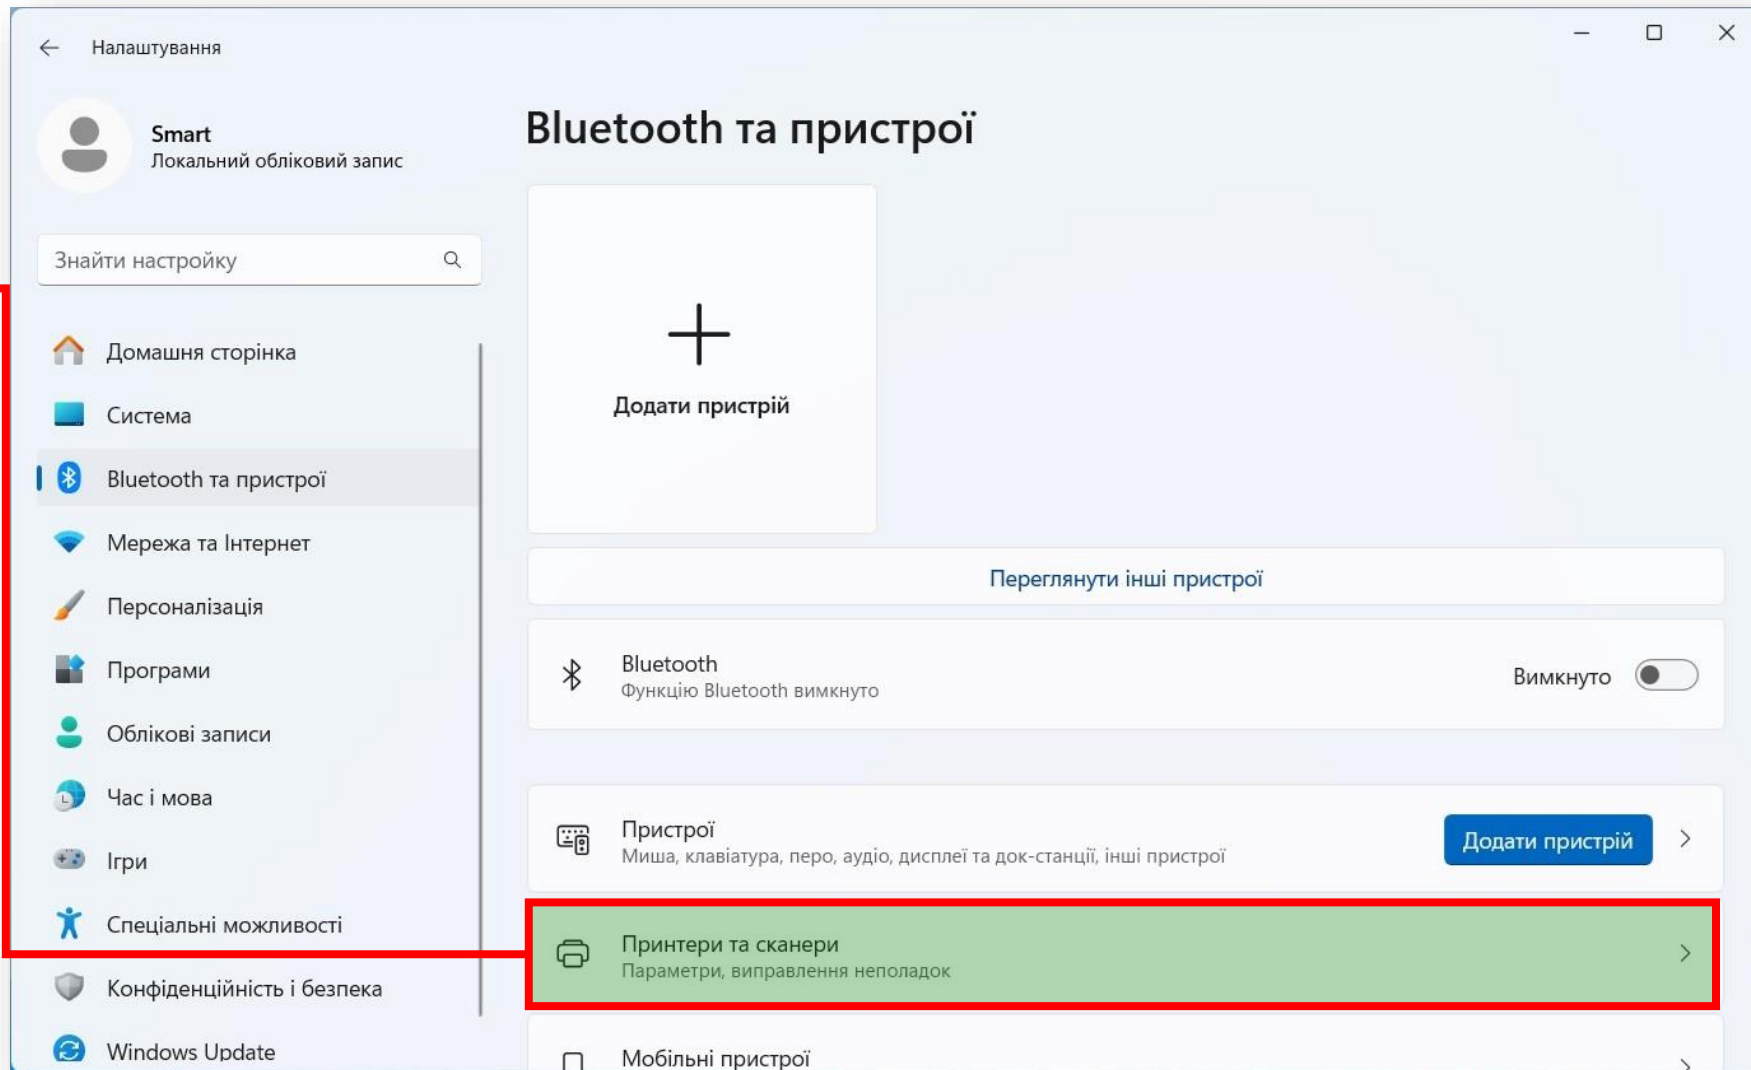 Налаштування
Smart
Локальний обліковий запис
Знайти настройку
Домашня сторінка
Система
Bluetooth та пристрої
Мережа та Інтернет
Персоналізація
Програми
Облікові записи
Час і мова
Ігри
Спеціальні можливості
Конфіденційність і безпека
Windows Update
Bluetooth та пристрої
Додати пристрій
Переглянути інші пристрої
Bluetooth
Функцію Bluetooth вимкнуто
Вимкнуто
Пристрої
Миша, клавіатура, перо, аудіо, дисплеї та док-станції, інші пристрої
Додати пристрій
Принтери та сканери
Параметри, виправлення неполадок
Мобільні пристрої